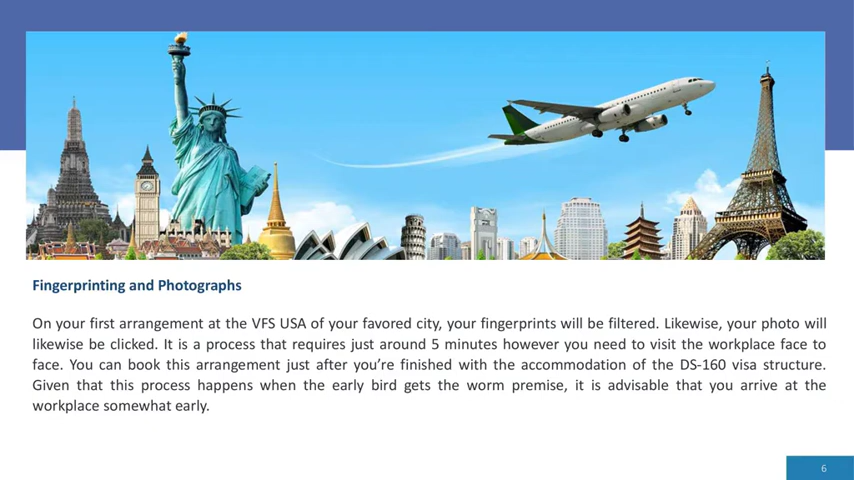 Fingerprinting and Photographs
On your first arrangement at the VFS USA of your favored city, your fingerprints will be filtered. Likewise, your photo will
likewise be clicked. It is a process that requires just around 5 minutes however you need to visit the workplace face to
face. You can book this arrangement just after you’re finished with the accommodation of the DS-160 visa structure.
Given that this process happens when the early bird gets the worm premise, it is advisable that you arrive at the
workplace somewhat early.
6